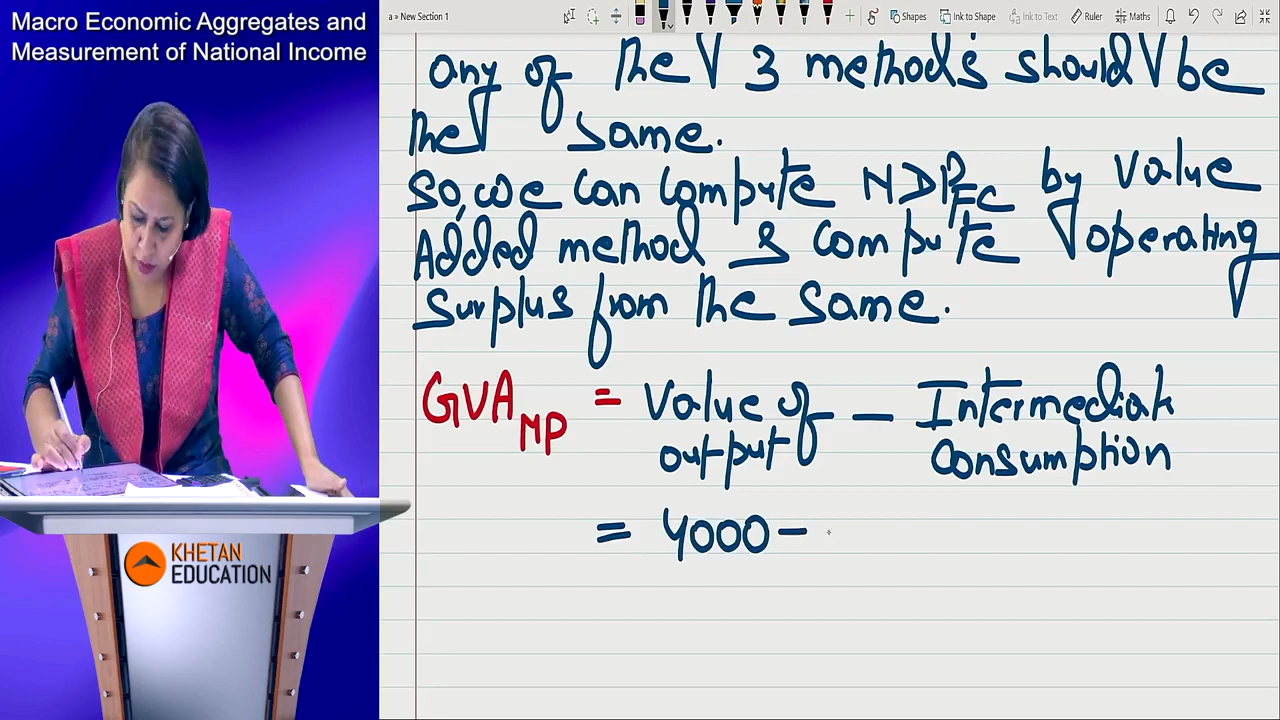 Macro Economic Aggregates and
Measurement of National Income
a » New Section 1
Shapes
Ink to Shape
Ink to Text
Ruler
Maths
any of the 3 methods should be
the same.
So, we can compute NDPFC by value
Added method & compute operating
surplus from the same.
GVAMP = Value of output – Intermediate Consumption
= 4000 –
KHETAN
EDUCATION